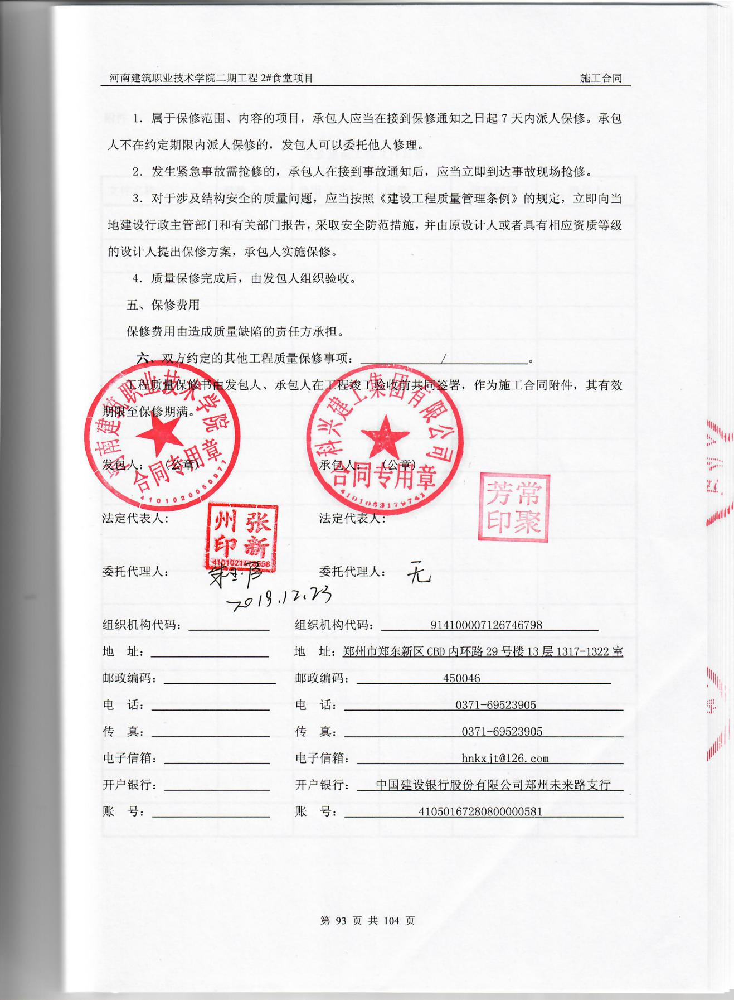 河南建筑职业技术学院二期工程 2#食堂项目 施工合同
1. 属于保修范围、内容的项目，承包人应当在接到保修通知之日起 7 天内派人保修。承包
人不在约定期限内派人保修的，发包人可以委托他人修理。
2. 发生紧急事故需抢修的，承包人在接到事故通知后，应当立即到达事故现场抢修。
3. 对于涉及结构安全的质量问题，应当按照《建设工程质量管理条例》的规定，立即向当
地建设行政主管部门和有关部门报告，采取安全防范措施，并由原设计人或者具有相应资质等级
的设计人提出保修方案，承包人实施保修。
4. 质量保修完成后，由发包人组织验收。
五、保修费用
保修费用由造成质量缺陷的责任方承担。
六、双方约定的其他工程质量保修事项： / 。
工程质量保修书由发包人、承包人在工程竣工验收前共同签署，作为施工合同附件，其有效
期限至保修期满。
河南建筑职业技术学院
合同专用章
4101020050977
科兴建工集团有限公司
合同专用章
4101053179741
发包人： （公章） 承包人： （公章）
法定代表人： 法定代表人：
张新州印
常聚芳印
委托代理人： 委托代理人： 无
2019.12.23
组织机构代码： 组织机构代码： 914100007126746798
地 址： 地 址：郑州市郑东新区 CBD 内环路 29 号楼 13 层 1317-1322 室
邮政编码： 邮政编码： 450046
电 话： 电 话： 0371-69523905
传 真： 传 真： 0371-69523905
电子信箱： 电子信箱： hnkxjt@126.com
开户银行： 开户银行： 中国建设银行股份有限公司郑州未来路支行
账 号： 账 号： 41050167280800000581
第 93 页 共 104 页